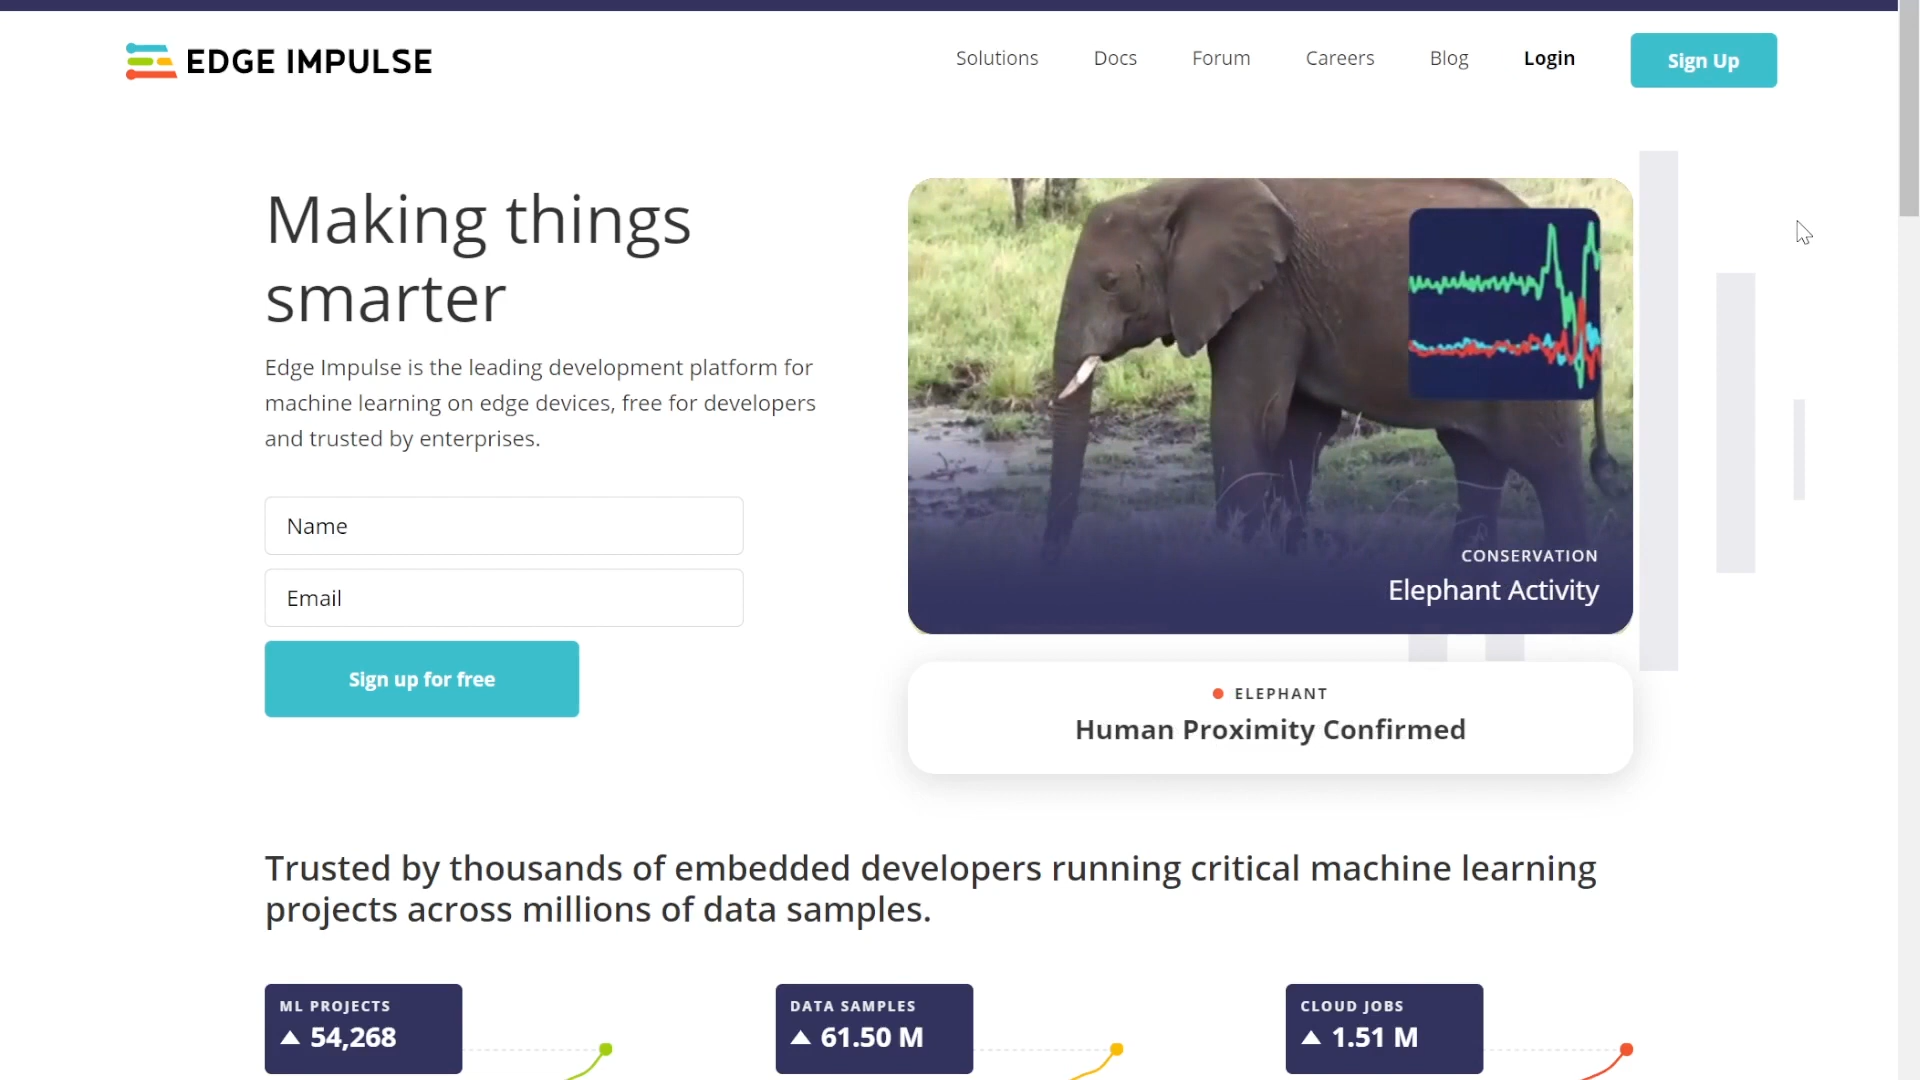 EDGE IMPULSE
Solutions
Docs
Forum
Careers
Blog
Login
Sign Up
Making things
smarter
Edge Impulse is the leading development platform for
machine learning on edge devices, free for developers
and trusted by enterprises.
Name
Email
Sign up for free
CONSERVATION
Elephant Activity
ELEPHANT
Human Proximity Confirmed
Trusted by thousands of embedded developers running critical machine learning
projects across millions of data samples.
ML PROJECTS
54,268
DATA SAMPLES
61.50 M
CLOUD JOBS
1.51 M